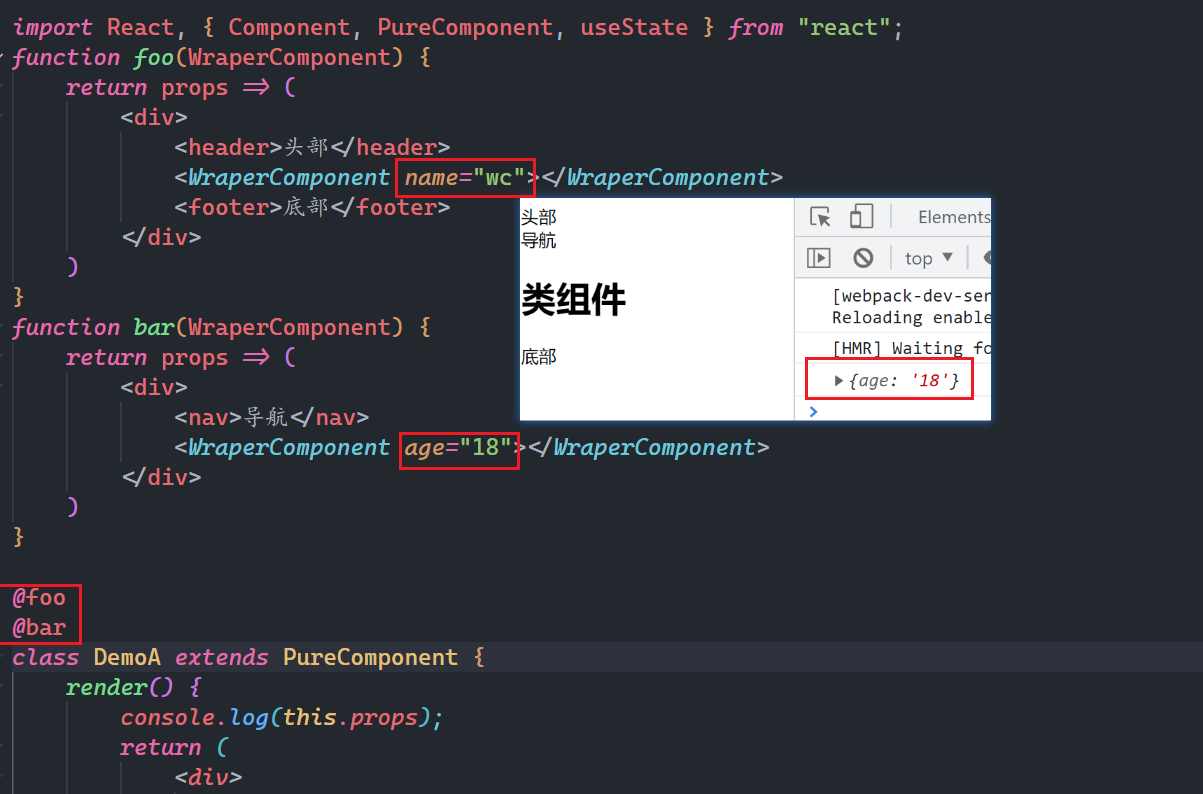 import React, { Component, PureComponent, useState } from "react";
function foo(WraperComponent) {
return props => (
<div>
<header>头部</header>
<WraperComponent name="wc"></WraperComponent>
<footer>底部</footer>
</div>
)
}
function bar(WraperComponent) {
return props => (
<div>
<nav>导航</nav>
<WraperComponent age="18"></WraperComponent>
</div>
)
}
@foo
@bar
class DemoA extends PureComponent {
render() {
console.log(this.props);
return (
<div>
头部
导航
类组件
底部
Elements
top
[webpack-dev-ser
Reloading enable
[HMR] Waiting fo
{age: '18'}